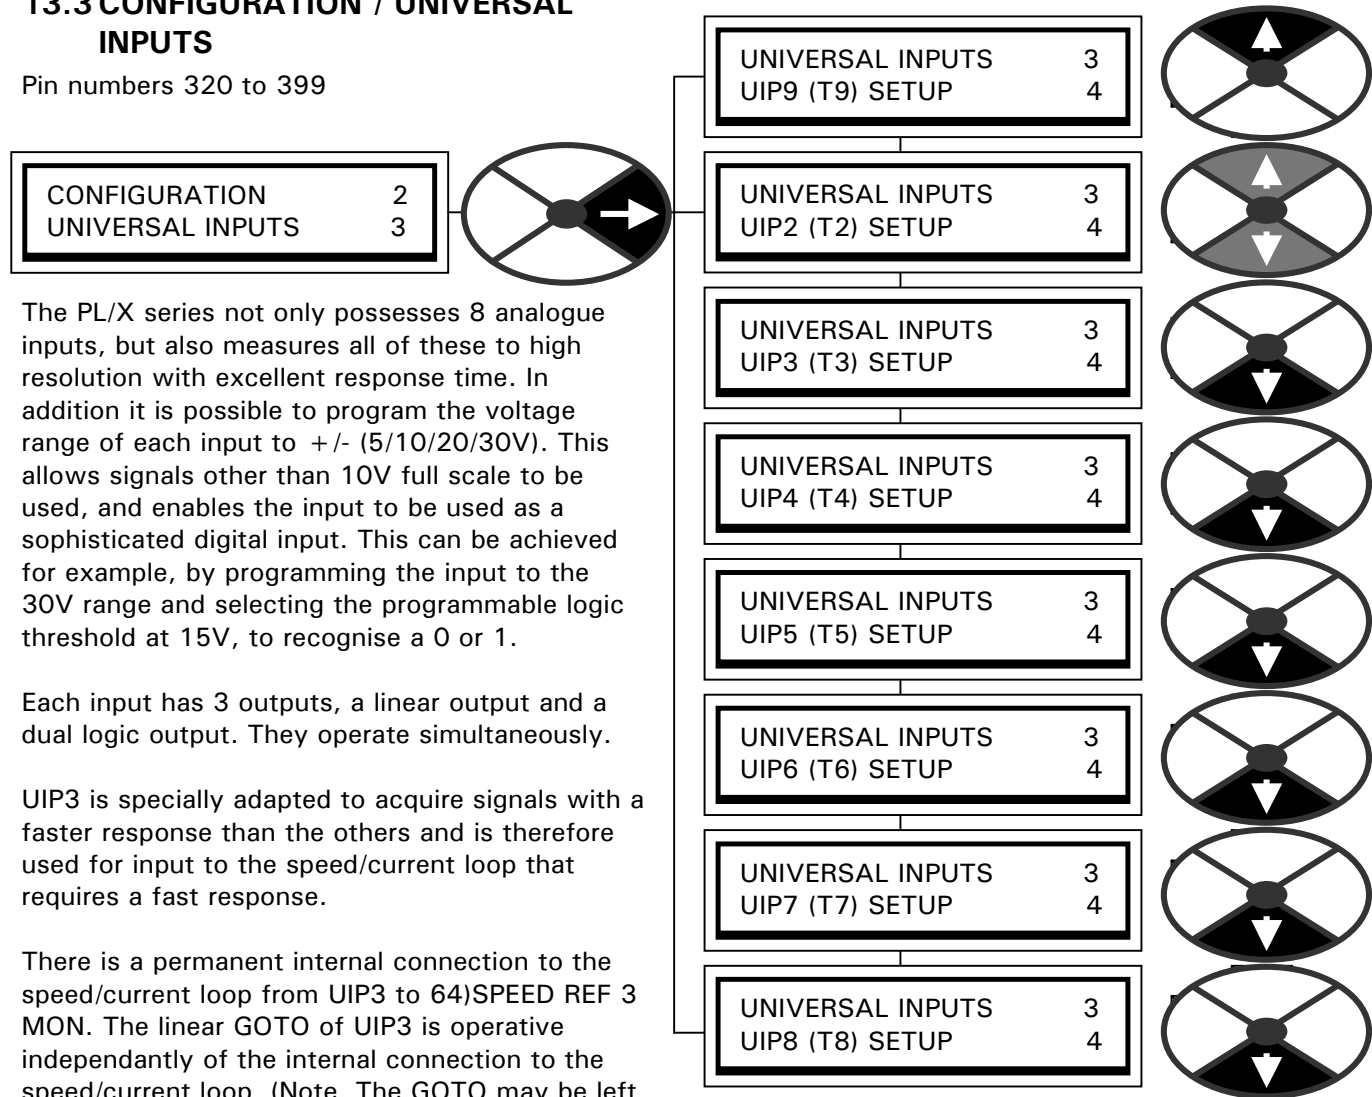 13.3 CONFIGURATION / UNIVERSAL
INPUTS
Pin numbers 320 to 399
CONFIGURATION 2
UNIVERSAL INPUTS 3
The PL/X series not only possesses 8 analogue
inputs, but also measures all of these to high
resolution with excellent response time. In
addition it is possible to program the voltage
range of each input to +/- (5/10/20/30V). This
allows signals other than 10V full scale to be
used, and enables the input to be used as a
sophisticated digital input. This can be achieved
for example, by programming the input to the
30V range and selecting the programmable logic
threshold at 15V, to recognise a 0 or 1.
Each input has 3 outputs, a linear output and a
dual logic output. They operate simultaneously.
UIP3 is specially adapted to acquire signals with a
faster response than the others and is therefore
used for input to the speed/current loop that
requires a fast response.
There is a permanent internal connection to the
speed/current loop from UIP3 to 64)SPEED REF 3
MON. The linear GOTO of UIP3 is operative
independantly of the internal connection to the
speed/current loop. (Note. The GOTO may be left
UNIVERSAL INPUTS 3
UIP9 (T9) SETUP 4
UNIVERSAL INPUTS 3
UIP2 (T2) SETUP 4
UNIVERSAL INPUTS 3
UIP3 (T3) SETUP 4
UNIVERSAL INPUTS 3
UIP4 (T4) SETUP 4
UNIVERSAL INPUTS 3
UIP5 (T5) SETUP 4
UNIVERSAL INPUTS 3
UIP6 (T6) SETUP 4
UNIVERSAL INPUTS 3
UIP7 (T7) SETUP 4
UNIVERSAL INPUTS 3
UIP8 (T8) SETUP 4